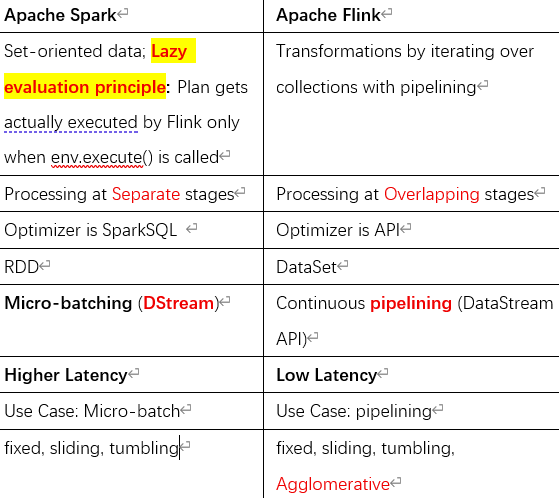 Apache Spark
Apache Flink
Set-oriented data; Lazy
evaluation principle: Plan gets
actually executed by Flink only
when env.execute() is called
Transformations by iterating over
collections with pipelining
Processing at Separate stages
Processing at Overlapping stages
Optimizer is SparkSQL
Optimizer is API
RDD
DataSet
Micro-batching (DStream)
Continuous pipelining (DataStream
API)
Higher Latency
Low Latency
Use Case: Micro-batch
Use Case: pipelining
fixed, sliding, tumbling
fixed, sliding, tumbling,
Agglomerative